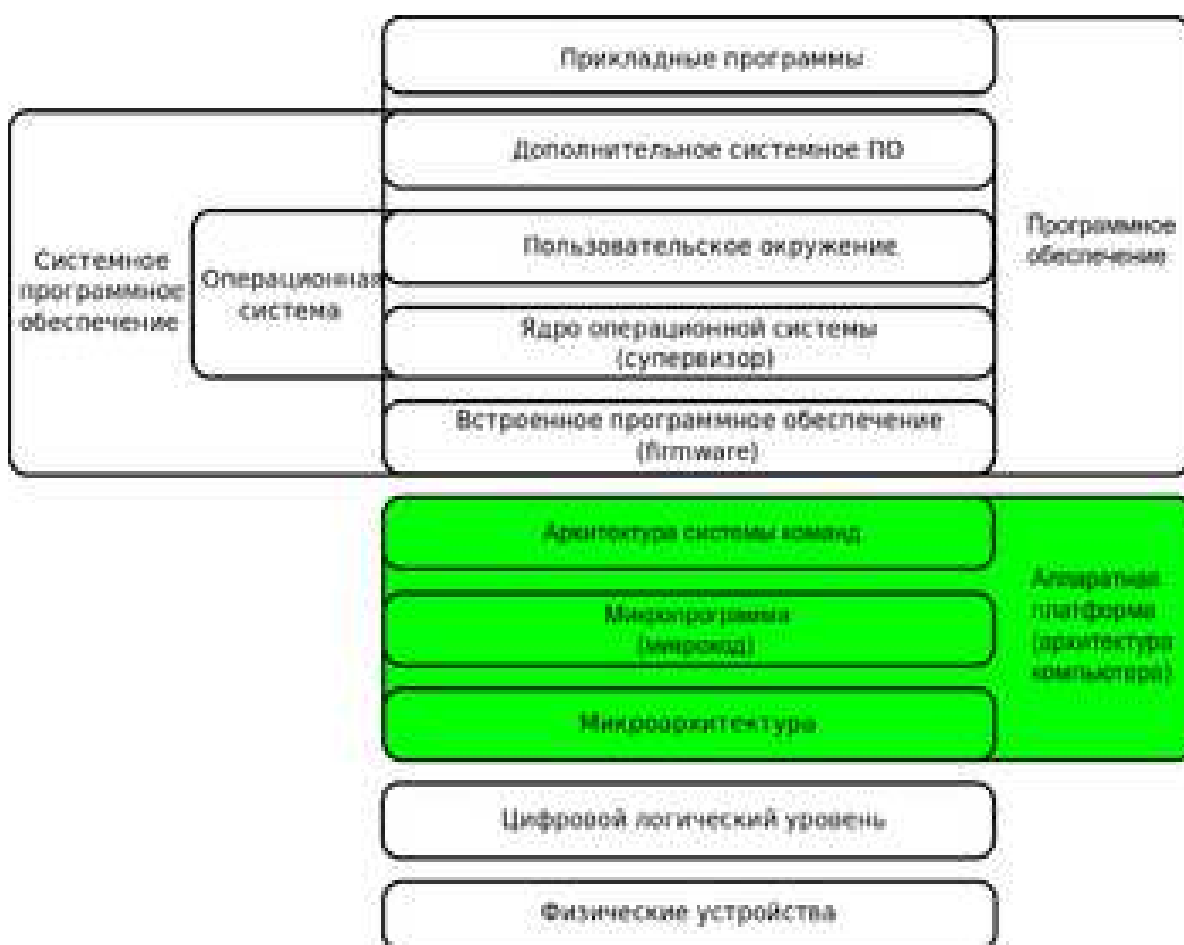 Прикладные программы
Дополнительное системное ПО
Пользовательское окружение
Ядро операционной системы
(супервизор)
Встроенное программное обеспечение
(firmware)
Системное
программное
обеспечение
Операционная
система
Программное
обеспечение
Архитектура системы команд
Микропрограмма
(микрокод)
Микроархитектура
Аппаратная
платформа
(архитектура
компьютера)
Цифровой логический уровень
Физические устройства